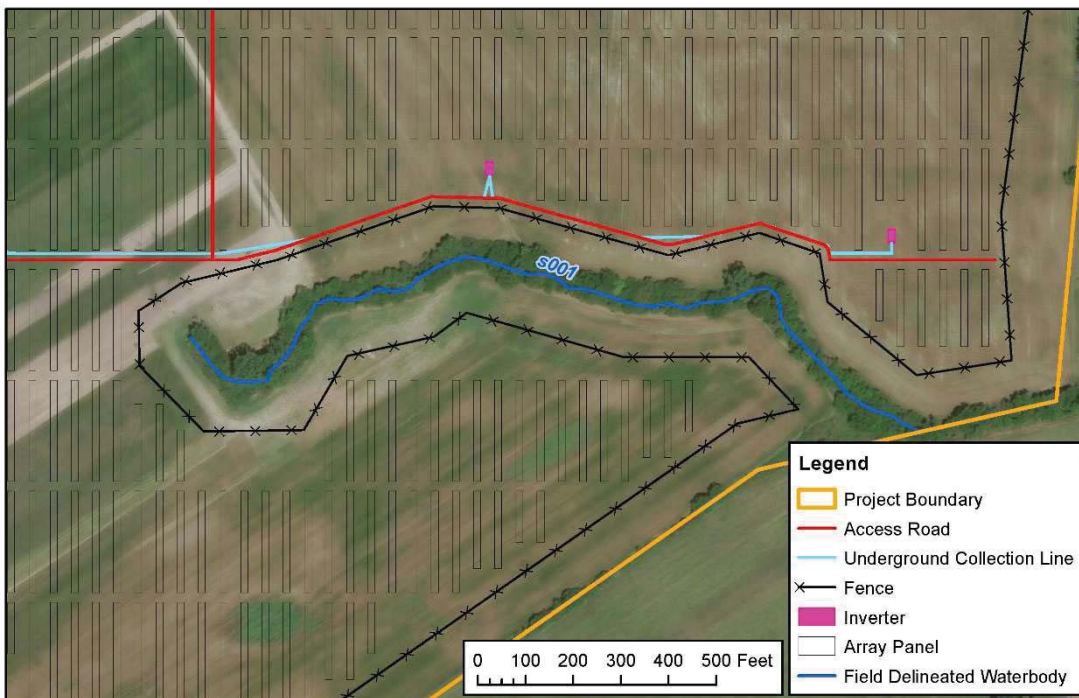 s001
Legend
Project Boundary
Access Road
Underground Collection Line
Fence
Inverter
Array Panel
Field Delineated Waterbody
0 100 200 300 400 500 Feet